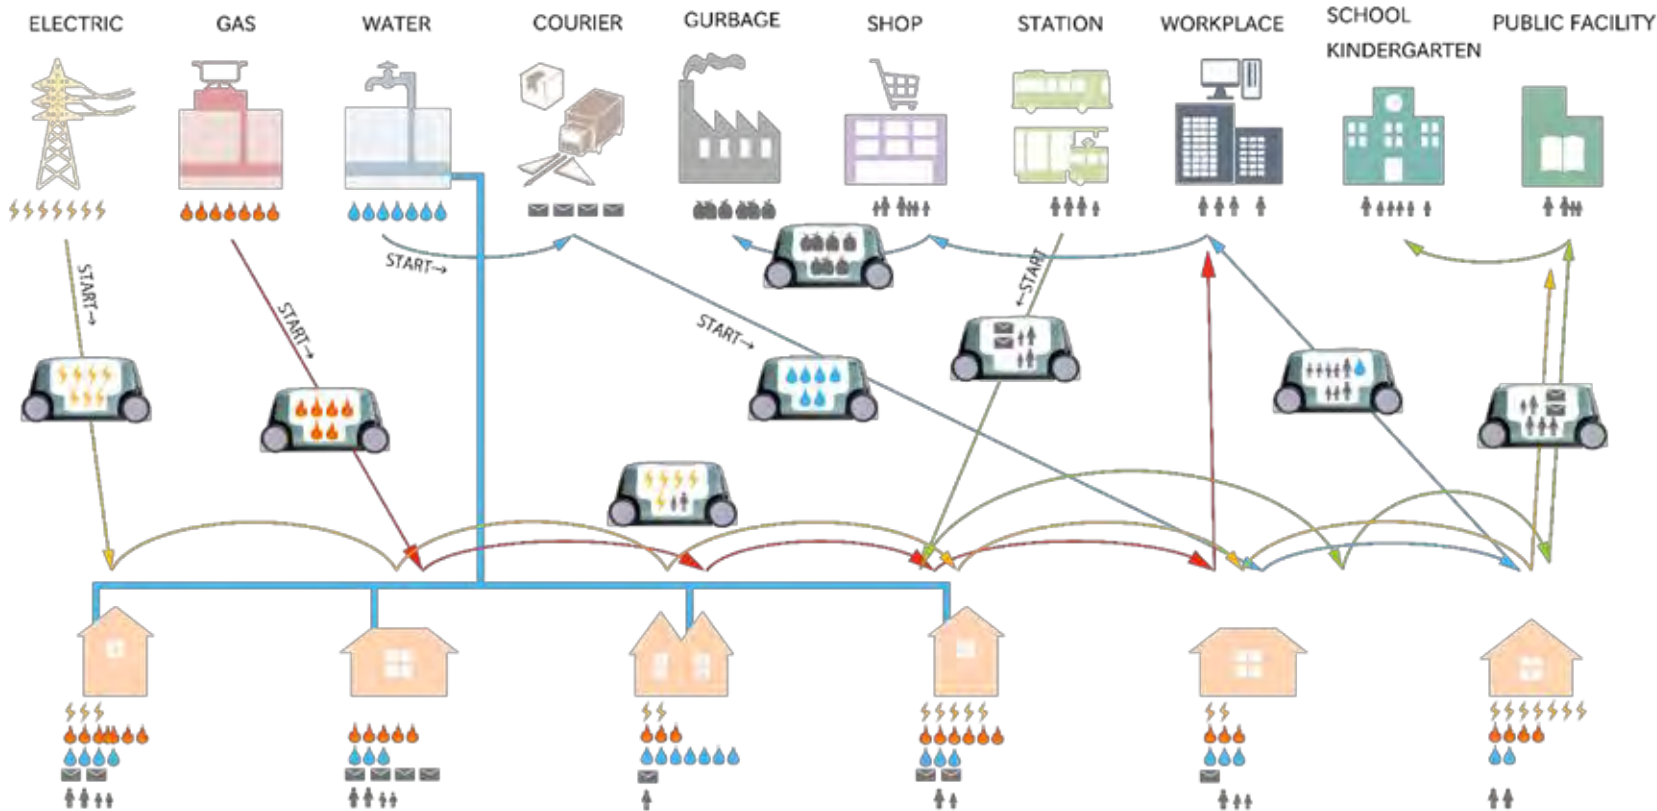 ELECTRIC
GAS
WATER
COURIER
GURBAGE
SHOP
STATION
WORKPLACE
SCHOOL
KINDERGARTEN
PUBLIC FACILITY
START→
START→
START→
START→
←START